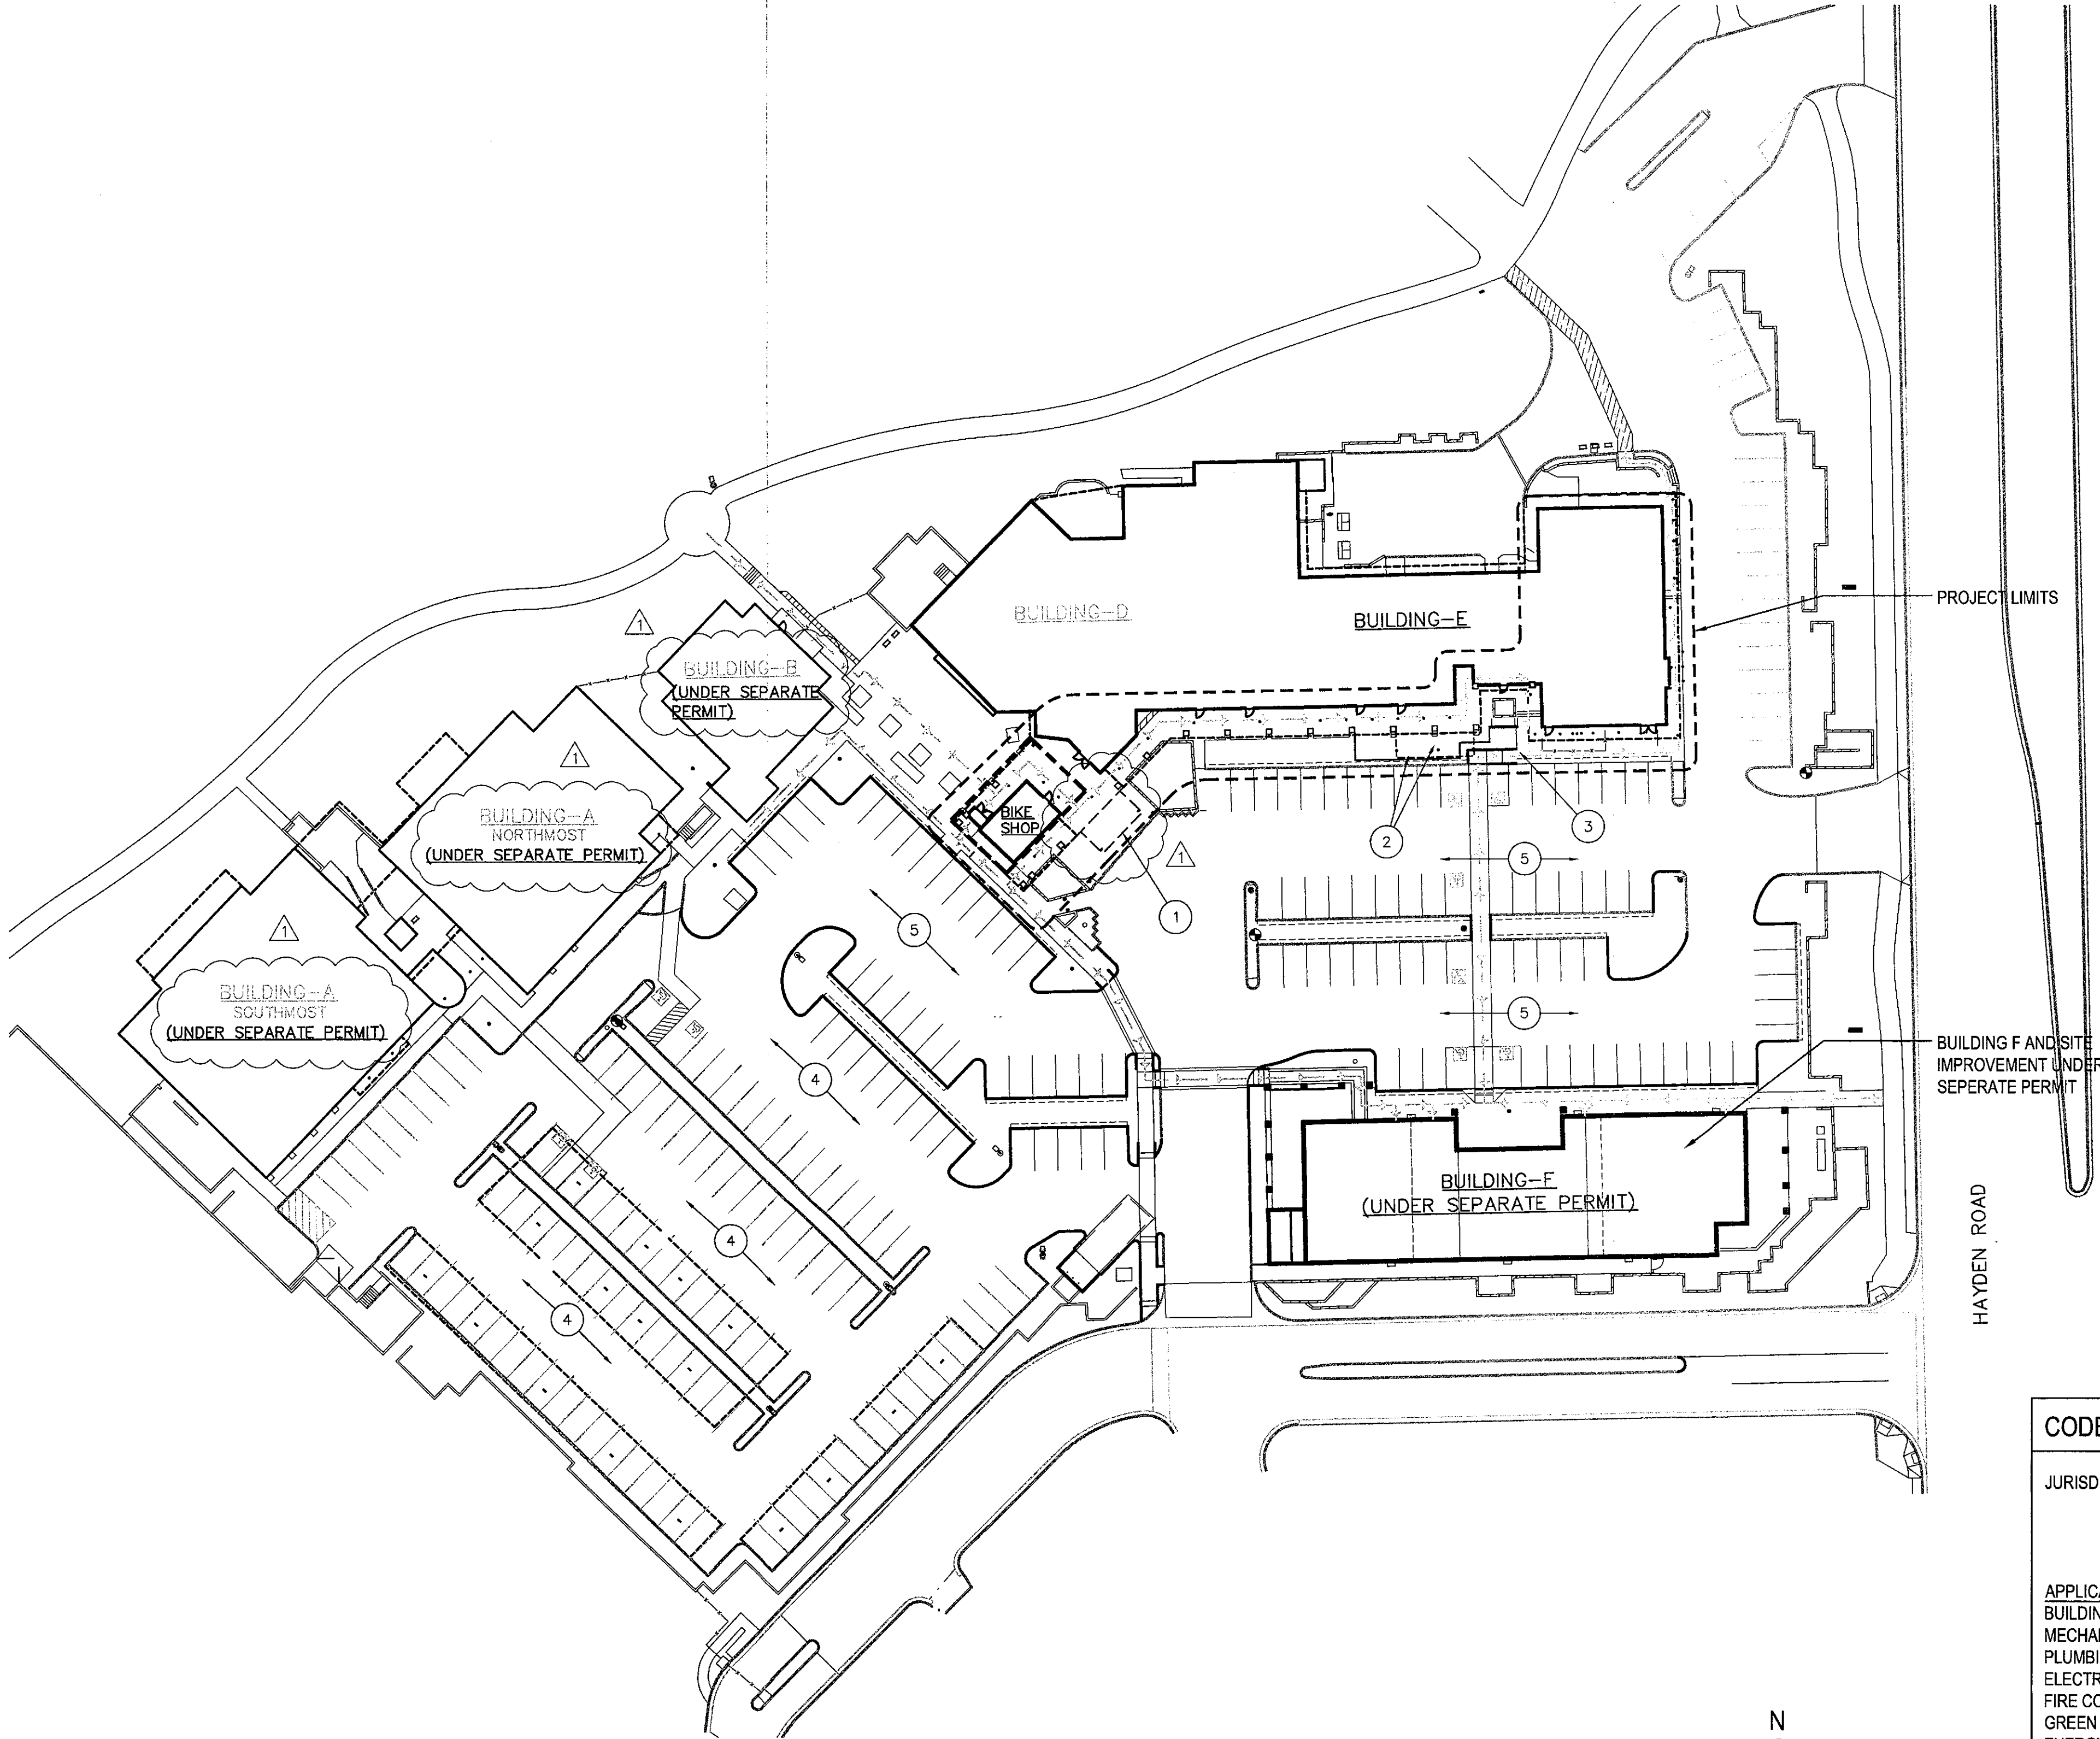 PROJECT LIMITS
BUILDING-D
BUILDING-E
1
BUILDING-B
(UNDER SEPARATE
PERMIT)
1
BUILDING-A
NORTHMOST
(UNDER SEPARATE PERMIT)
BIKE
SHOP
2
3
1
5
1
5
1
BUILDING-A
SOUTHMOST
(UNDER SEPARATE PERMIT)
5
BUILDING F AND SITE
IMPROVEMENT UNDER
SEPERATE PERMIT
4
BUILDING-F
(UNDER SEPARATE PERMIT)
4
4
HAYDEN ROAD
CODE
JURISD
APPLICA
BUILDIN
MECHA
PLUMBI
ELECTR
FIRE CO
GREEN
N